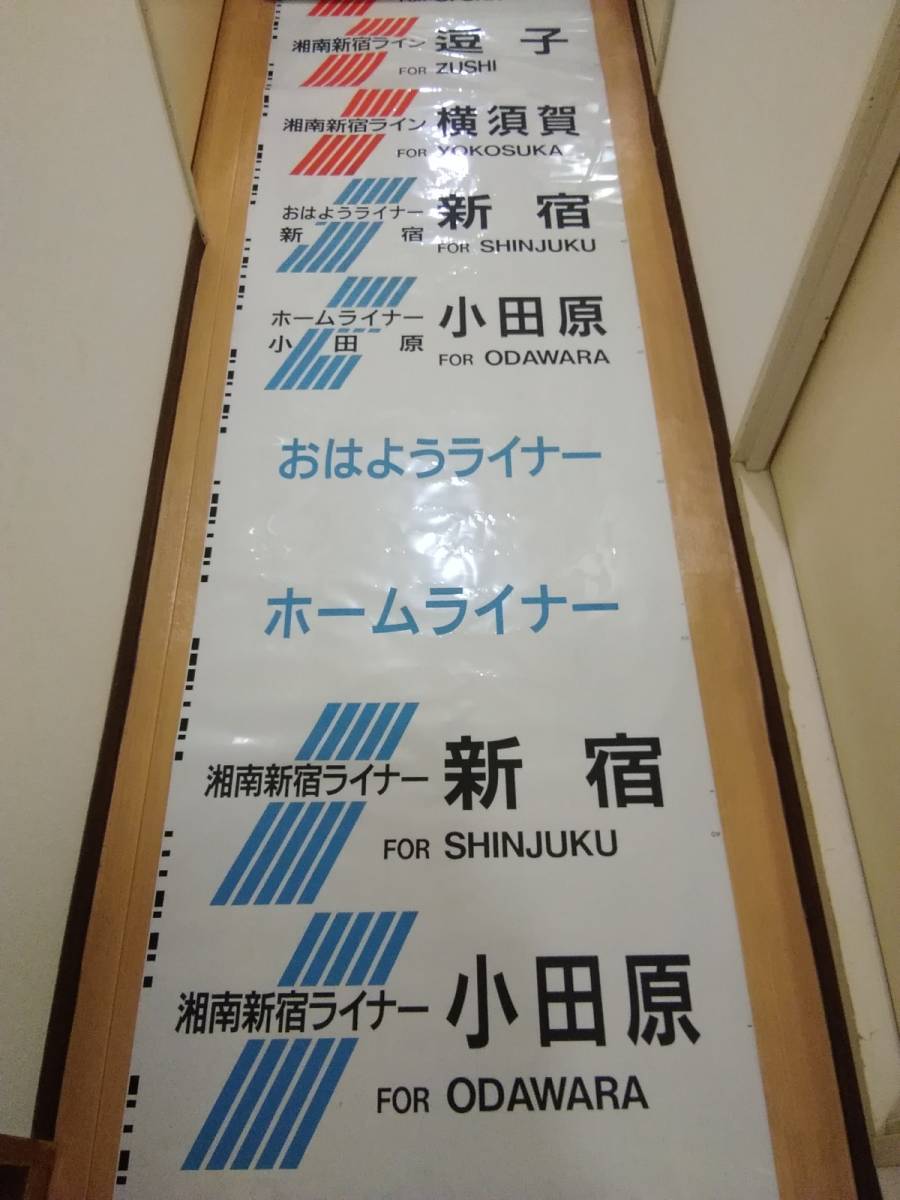 湘南新宿ライン 逗子
FOR ZUSHI
湘南新宿ライン 横須賀
FOR YOKOSUKA
おはようライナー 新宿
新宿 FOR SHINJUKU
ホームライナー 小田原
小田原 FOR ODAWARA
おはようライナー
ホームライナー
湘南新宿ライナー 新宿
FOR SHINJUKU
湘南新宿ライナー 小田原
FOR ODAWARA